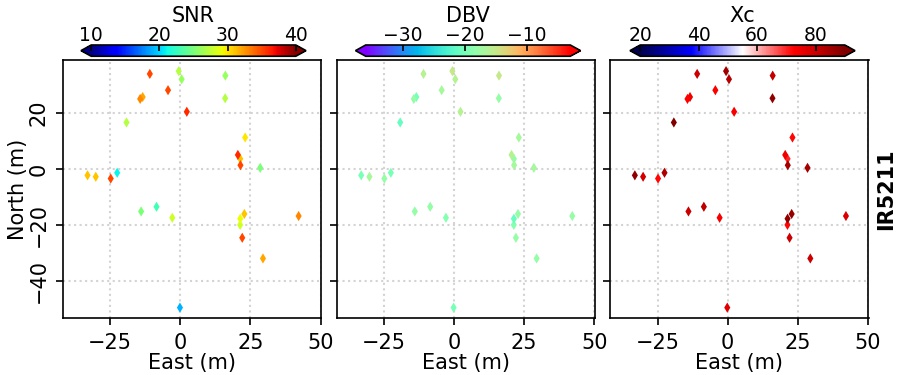 SNR DBV Xc
10 20 30 40 −30 −20 −10 20 40 60 80
20
0
−20
−40
North (m)
IR5211
−25 0 25 50 −25 0 25 50 −25 0 25 50
East (m) East (m) East (m)